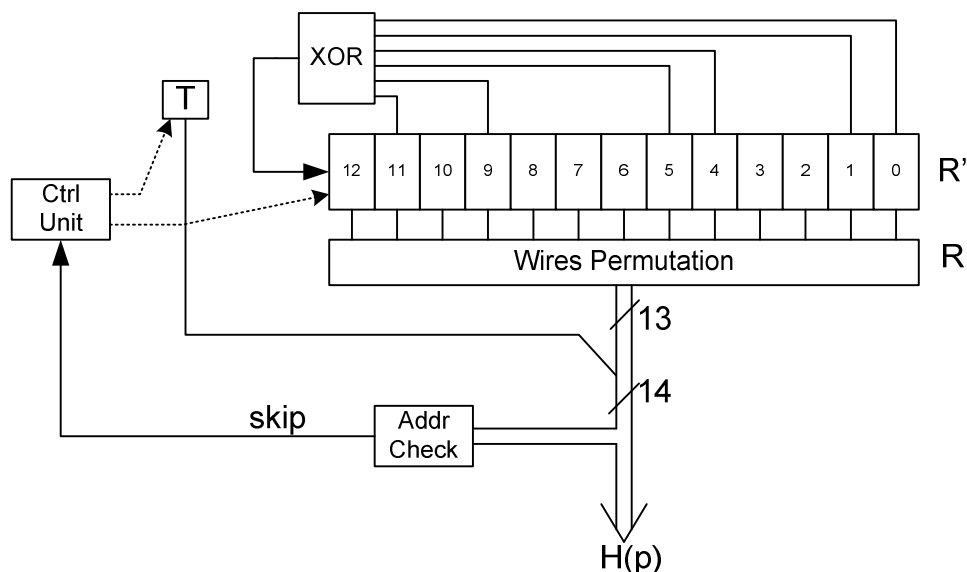 XOR
T
12 11 10 9 8 7 6 5 4 3 2 1 0
R’
Ctrl
Unit
Wires Permutation
R
13
14
skip
Addr
Check
H(p)